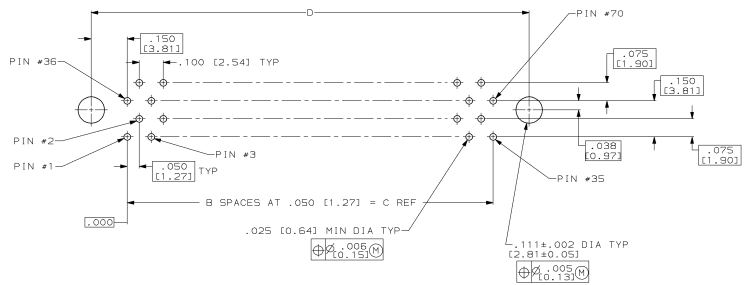 D
PIN #70
.150
[3.81]
.100 [2.54] TYP
.075
[1.90]
PIN #36
.150
[3.81]
PIN #2
PIN #1
PIN #3
.038
[0.97]
.075
[1.90]
.050
[1.27]
TYP
PIN #35
.000
B SPACES AT .050 [1.27] = C REF
.025 [0.64] MIN DIA TYP
⌖ ⌀ .006 Ⓜ
[0.15]
.111±.002 DIA TYP
[2.81±0.05]
⌖ ⌀ .005 Ⓜ
[0.13]